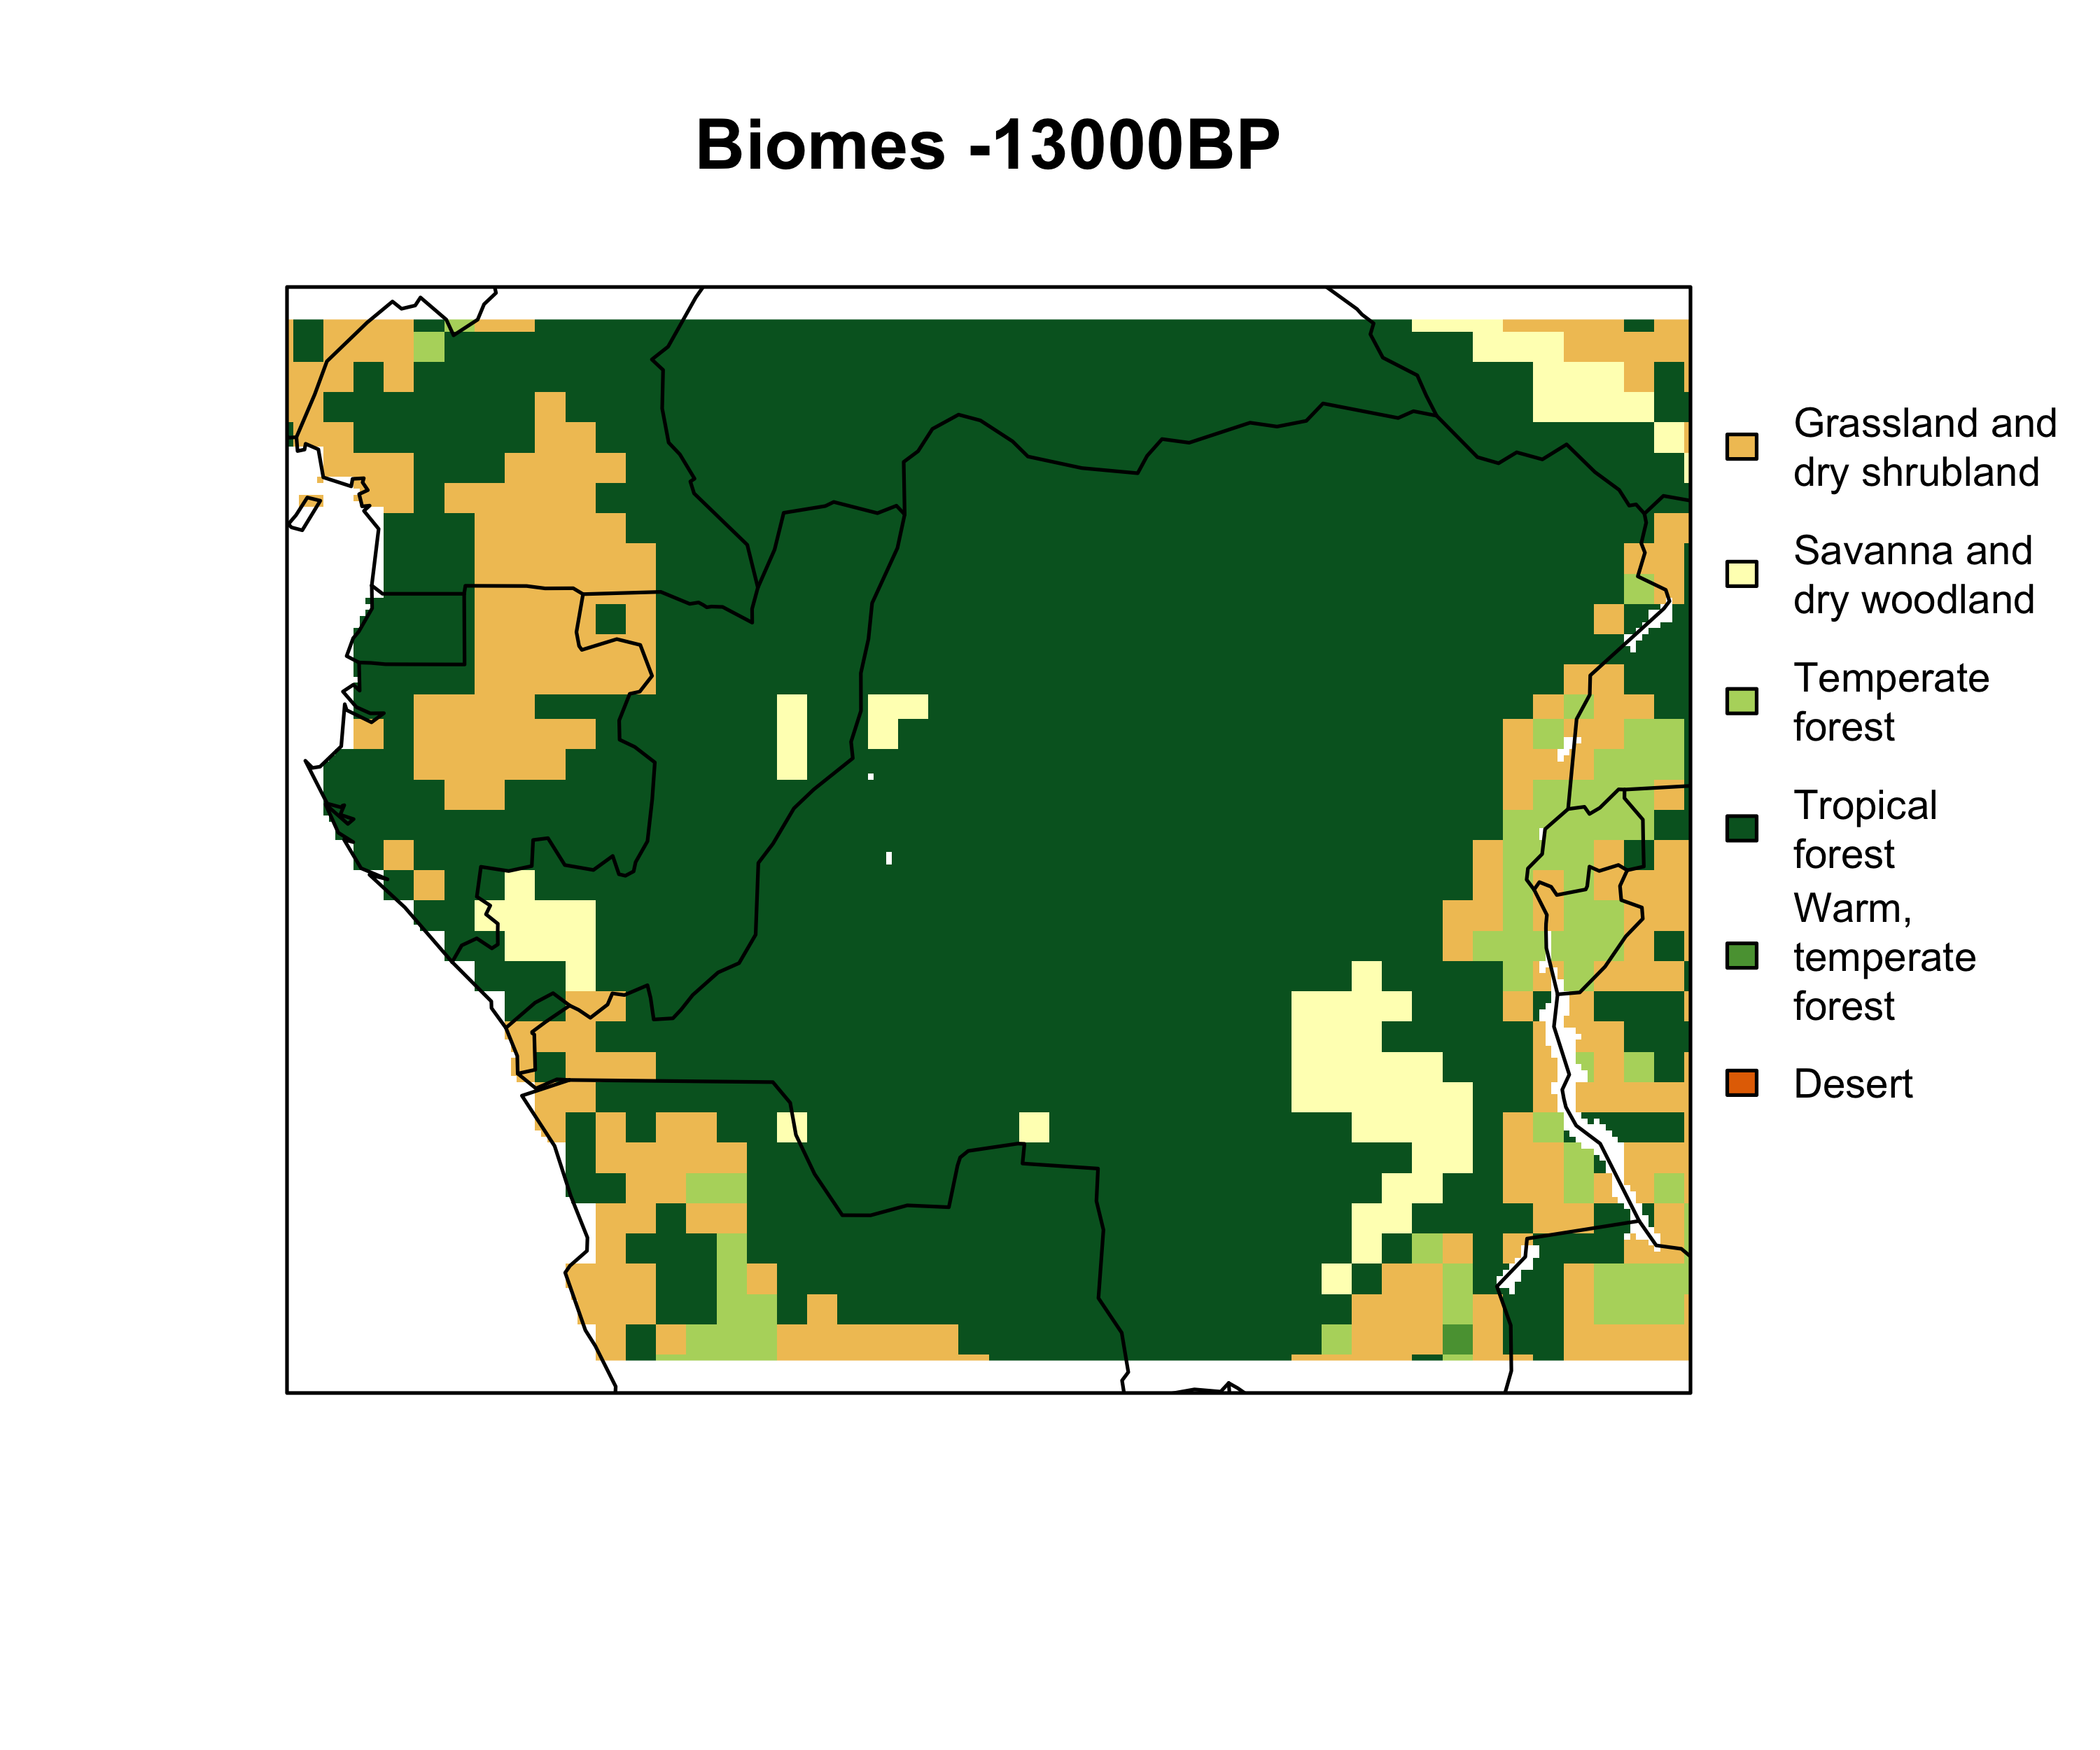 Biomes -13000BP
Grassland and
dry shrubland
Savanna and
dry woodland
Temperate
forest
Tropical
forest
Warm,
temperate
forest
Desert